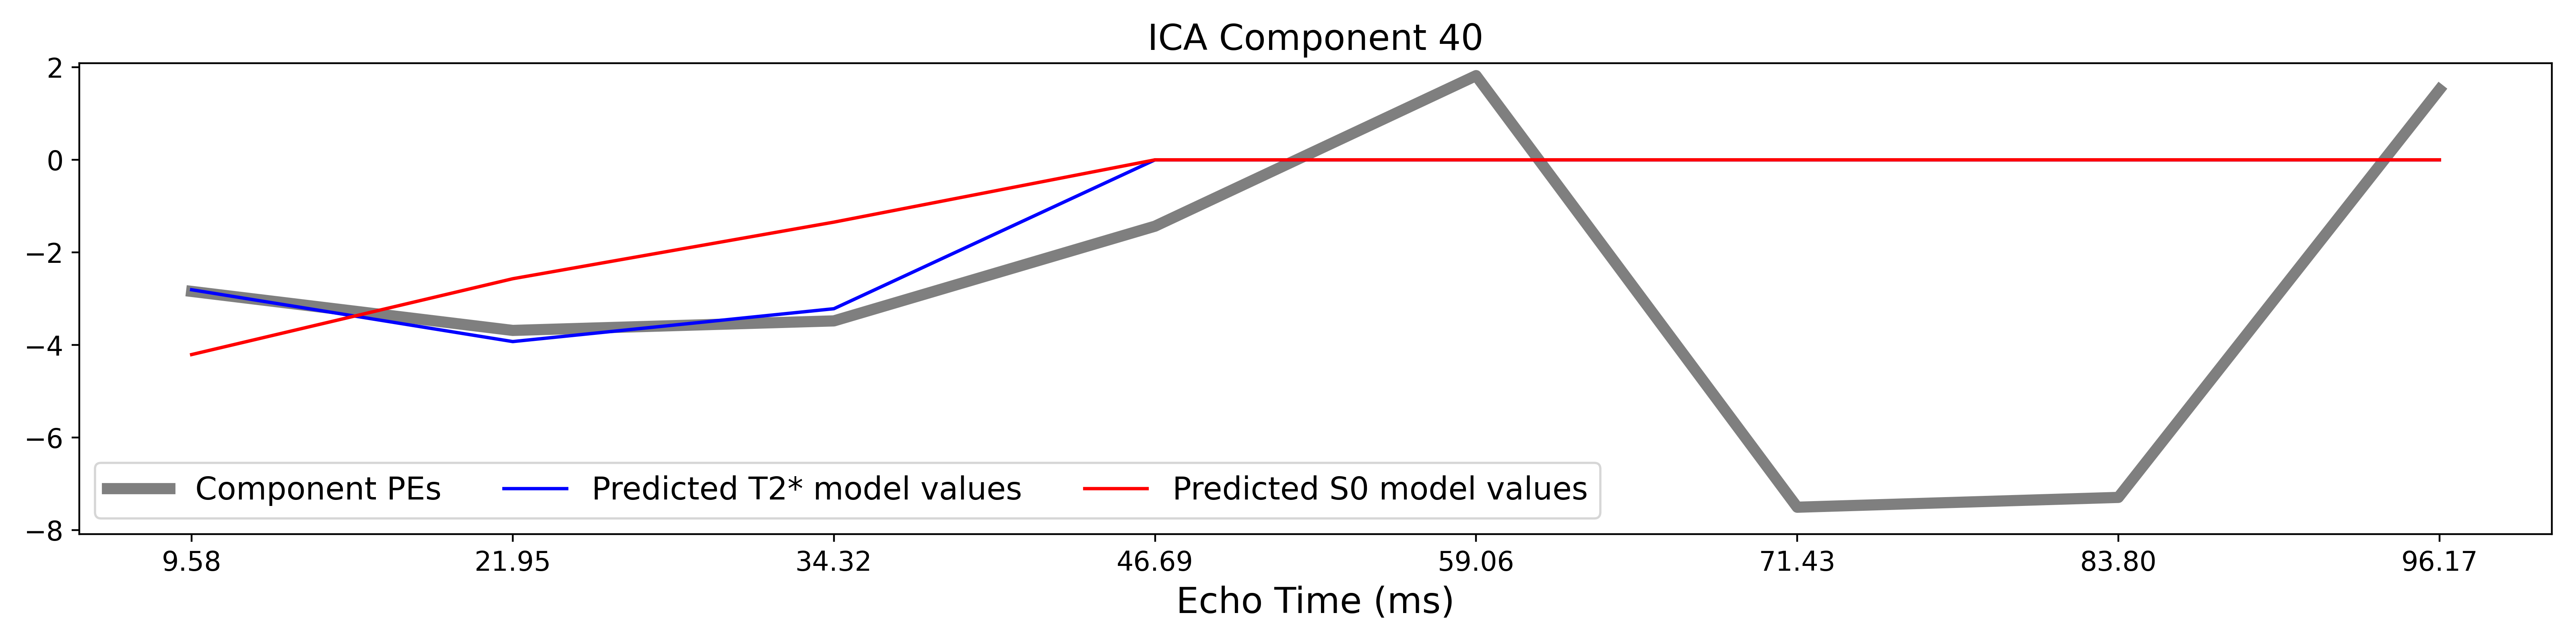 ICA Component 40
2
0
−2
−4
−6
−8
Component PEs
Predicted T2* model values
Predicted S0 model values
9.58 21.95 34.32 46.69 59.06 71.43 83.80 96.17
Echo Time (ms)